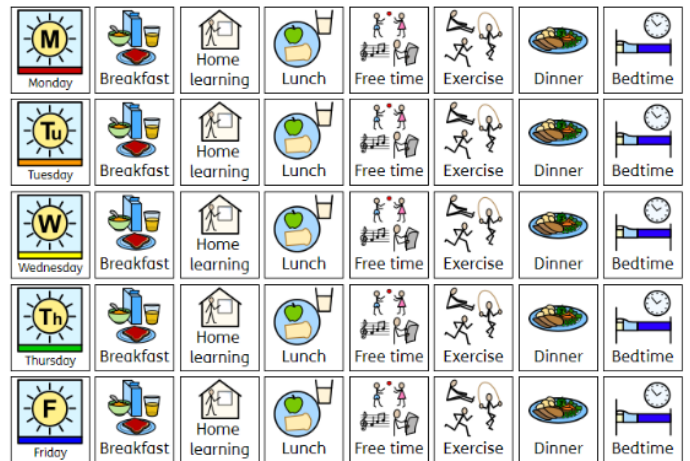 M
Monday
Breakfast
Home
learning
Lunch
Free time
Exercise
Dinner
Bedtime
Tu
Tuesday
Breakfast
Home
learning
Lunch
Free time
Exercise
Dinner
Bedtime
W
Wednesday
Breakfast
Home
learning
Lunch
Free time
Exercise
Dinner
Bedtime
Th
Thursday
Breakfast
Home
learning
Lunch
Free time
Exercise
Dinner
Bedtime
F
Friday
Breakfast
Home
learning
Lunch
Free time
Exercise
Dinner
Bedtime